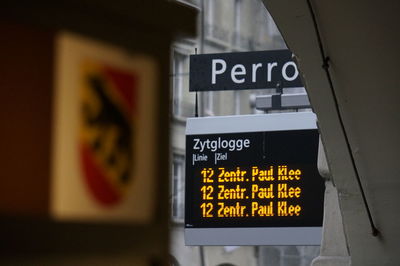 Perro
Zytglogge
Linie Ziel
12 Zentr. Paul Klee
12 Zentr. Paul Klee
12 Zentr. Paul Klee